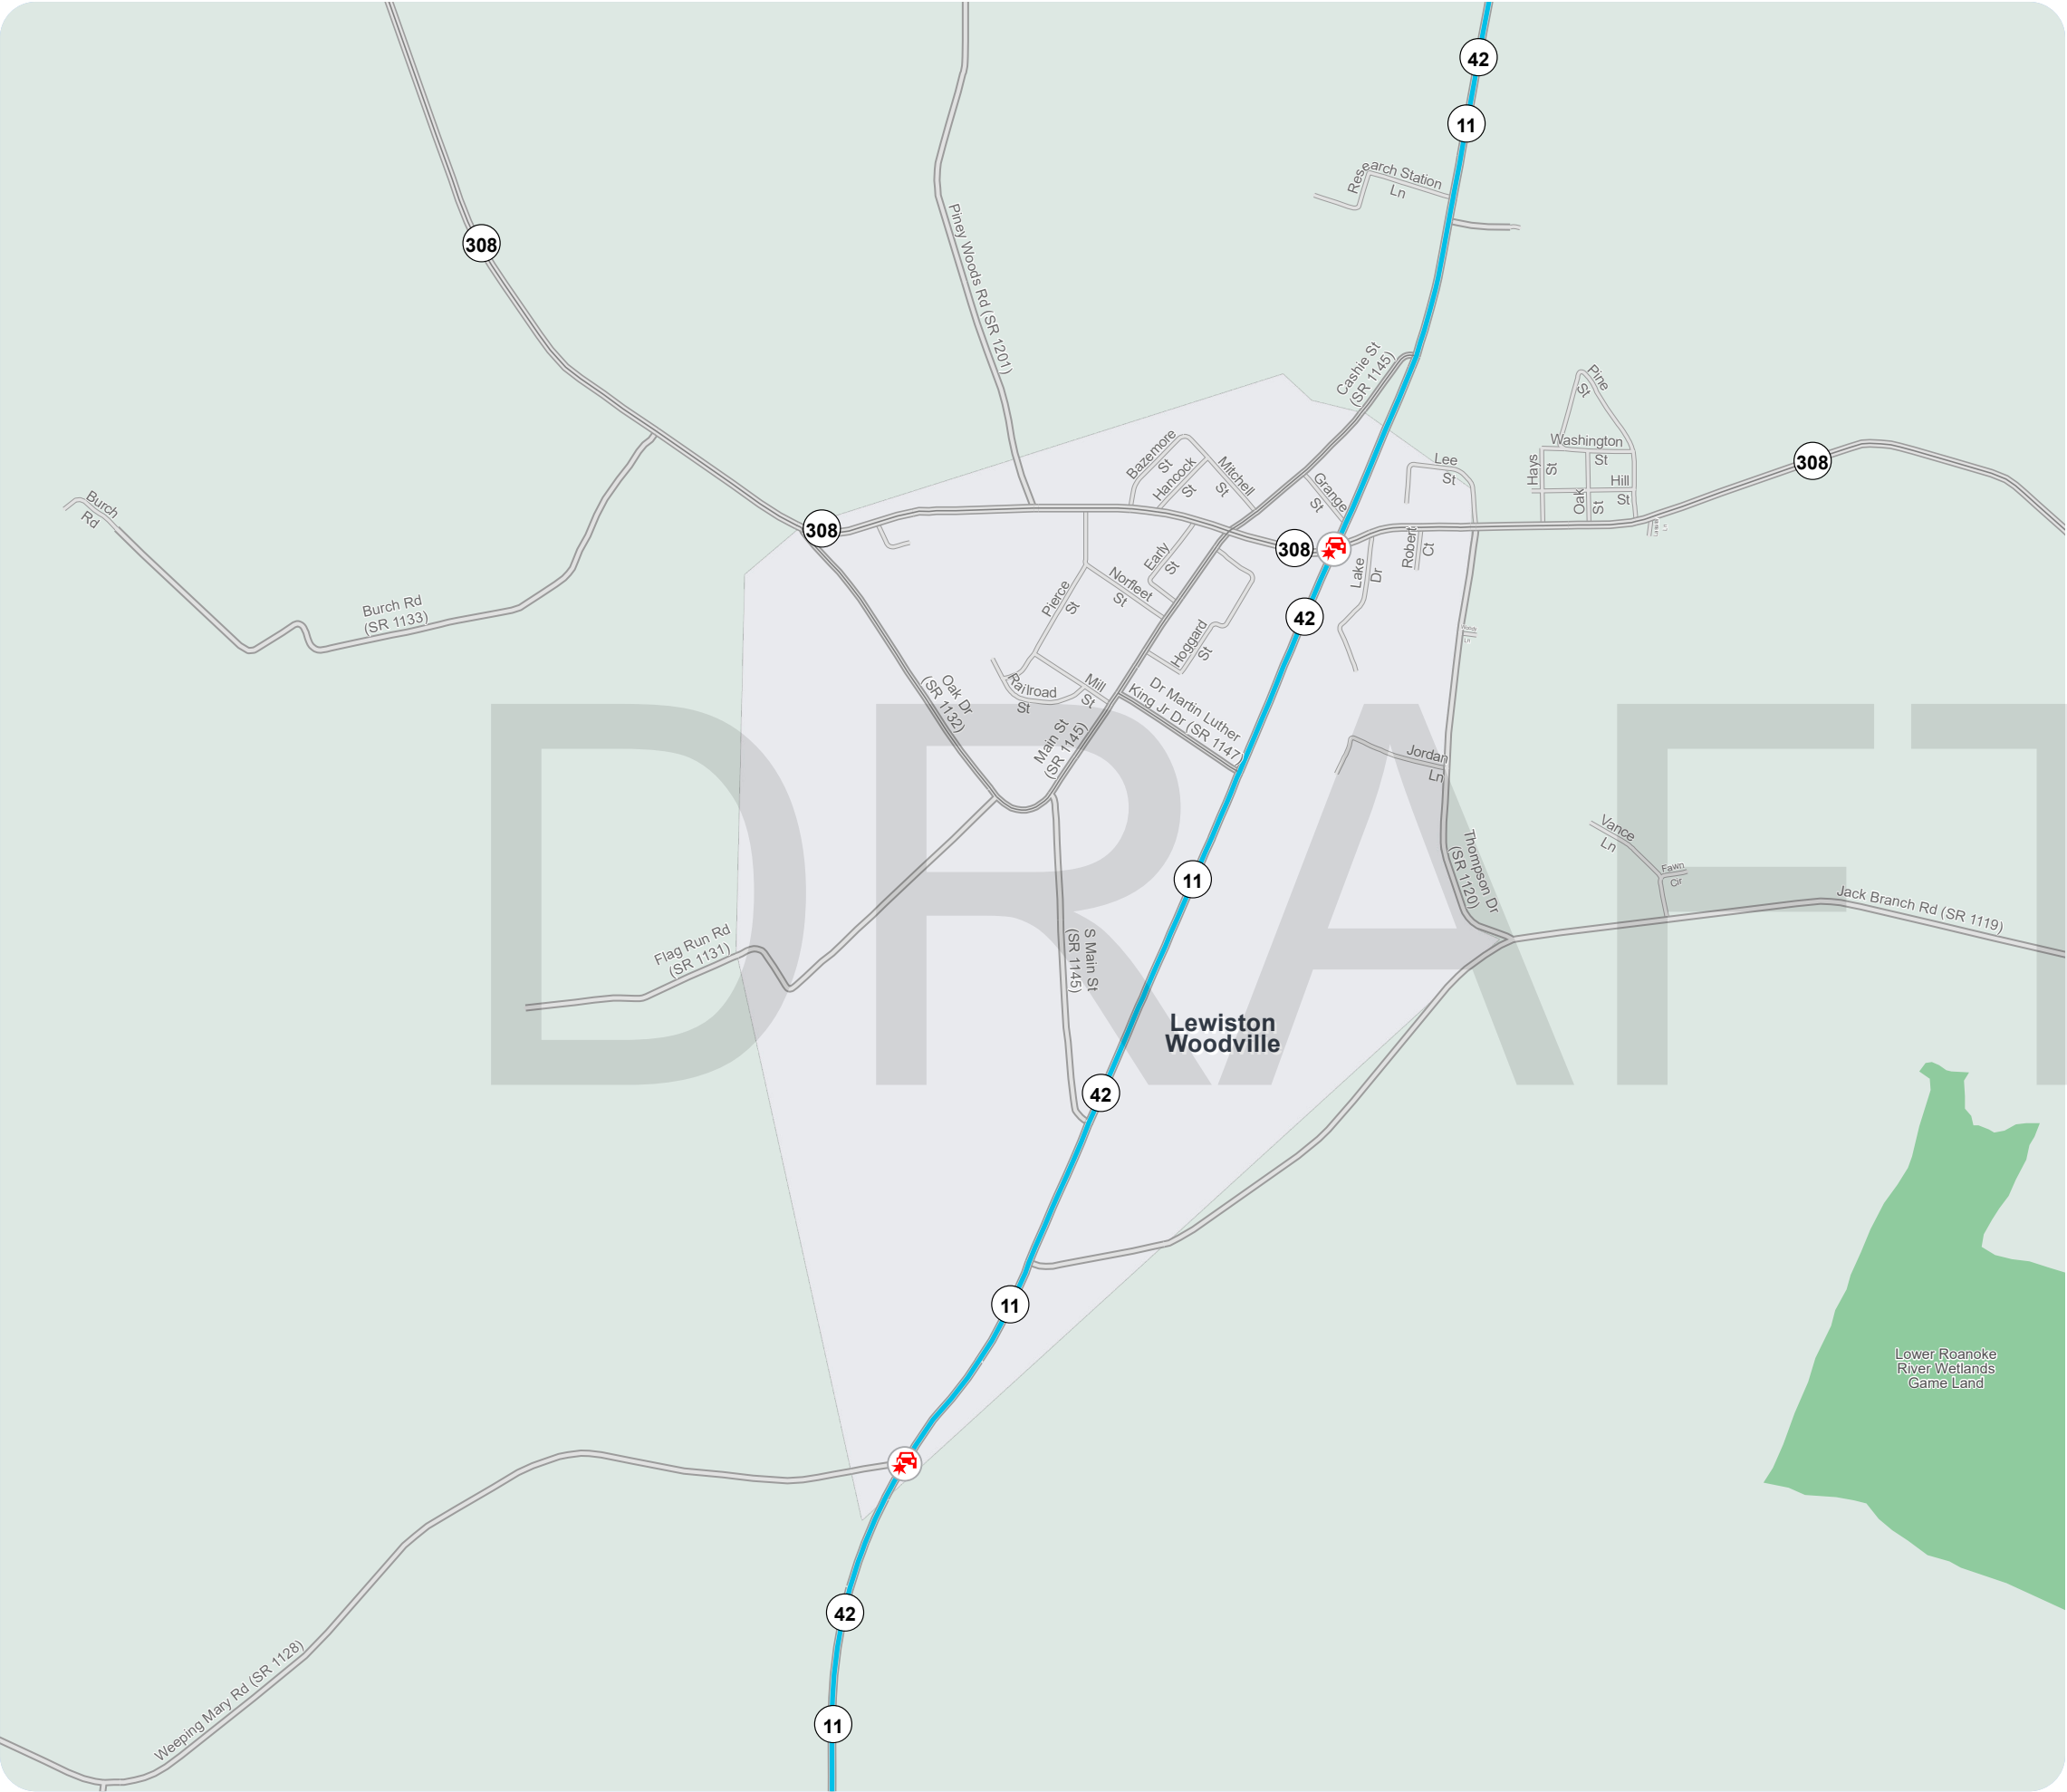 42
11
Research Station
Ln
308
Piney Woods Rd (SR 1201)
Cashie St
(SR 1145)
Pine
St
Washington
St
Hays
St
Hill
St
Oak
St
308
Lee
St
Bazemore
St
Hancock
St
Mitchell
St
Grange
St
Burch
Rd
308
308
Robert
Ct
Lake
Dr
Early
St
Norfleet
St
Pierce
St
Burch Rd
(SR 1133)
42
Hoggard
St
Oak Dr
(SR 1132)
Railroad
St
Mill
St
Dr Martin Luther
King Jr Dr (SR 1147)
Main St
(SR 1145)
Jordan
Ln
DRAFT
Vance
Ln
Fawn
Cir
Thompson Dr
(SR 1120)
11
Jack Branch Rd (SR 1119)
Flag Run Rd
(SR 1131)
S Main St
(SR 1145)
Lewiston
Woodville
42
11
Lower Roanoke
River Wetlands
Game Land
42
Weeping Mary Rd (SR 1128)
11